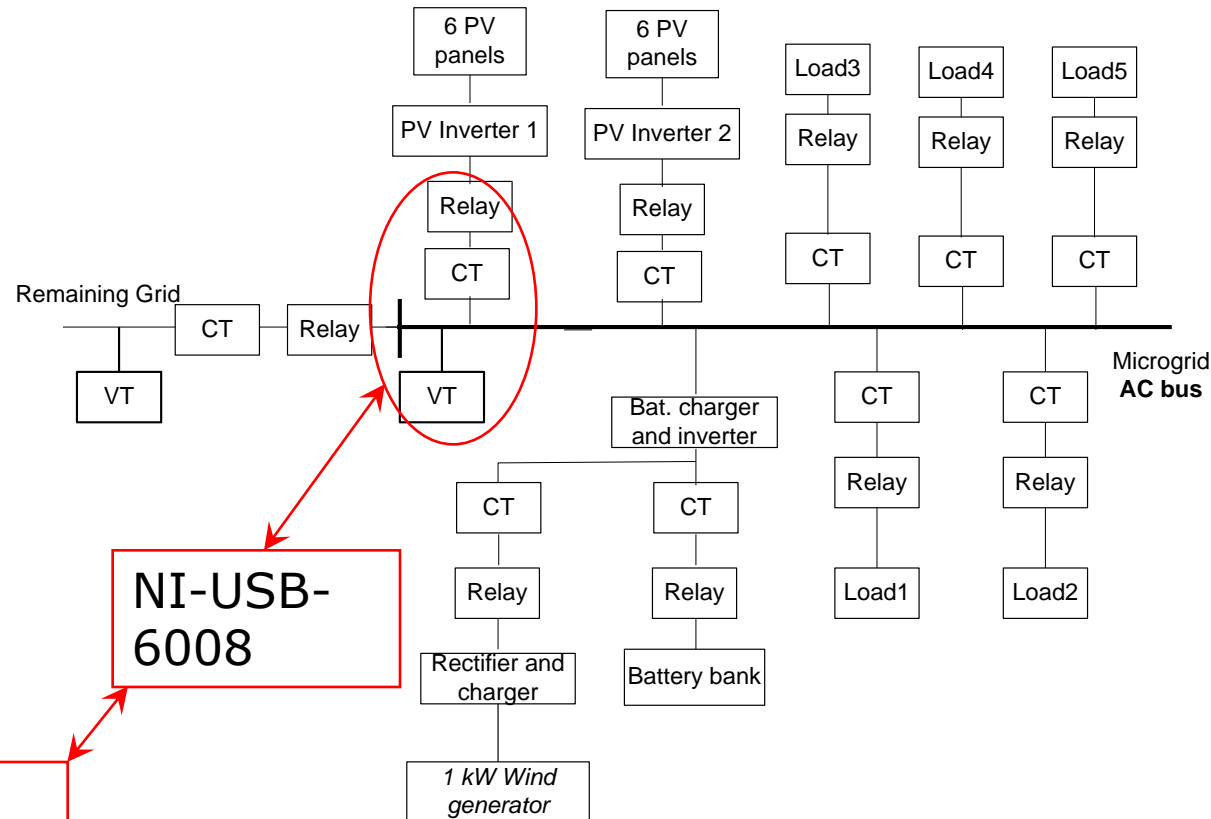 6 PV
panels
6 PV
panels
Load3
Load4
Load5
PV Inverter 1
PV Inverter 2
Relay
Relay
Relay
Relay
Relay
CT
CT
CT
CT
CT
Remaining Grid
CT
Relay
VT
VT
Microgrid
AC bus
Bat. charger
and inverter
CT
CT
CT
CT
Relay
Relay
NI-USB-
6008
Relay
Relay
Load1
Load2
Rectifier and
charger
Battery bank
1 kW Wind
generator